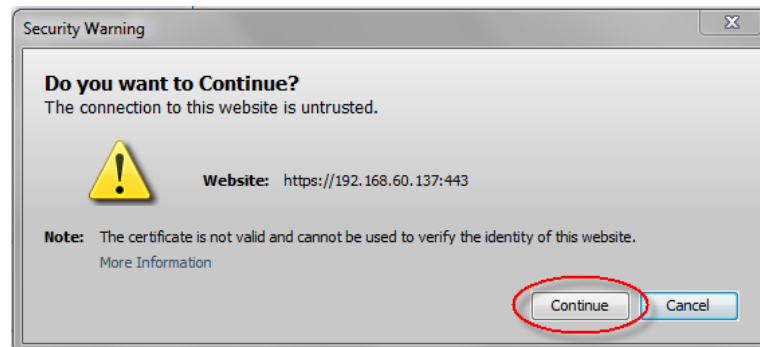 Security Warning
Do you want to Continue?
The connection to this website is untrusted.
Website: https://192.168.60.137:443
Note: The certificate is not valid and cannot be used to verify the identity of this website.
More Information
Continue Cancel